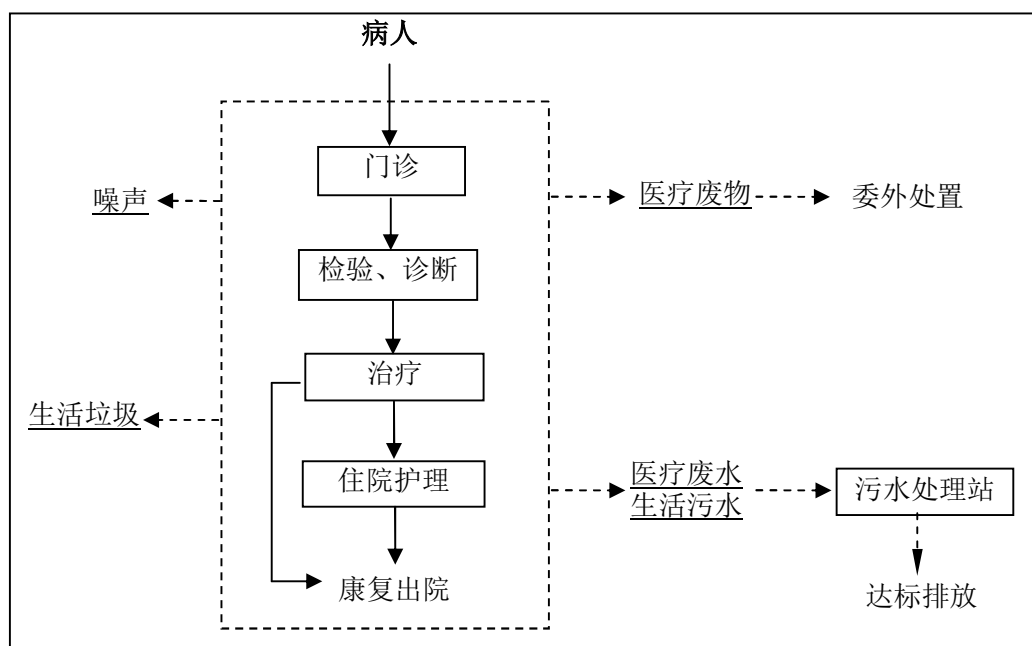 病人
门诊
噪声
医疗废物
委外处置
检验、诊断
治疗
生活垃圾
住院护理
医疗废水
生活污水
污水处理站
康复出院
达标排放